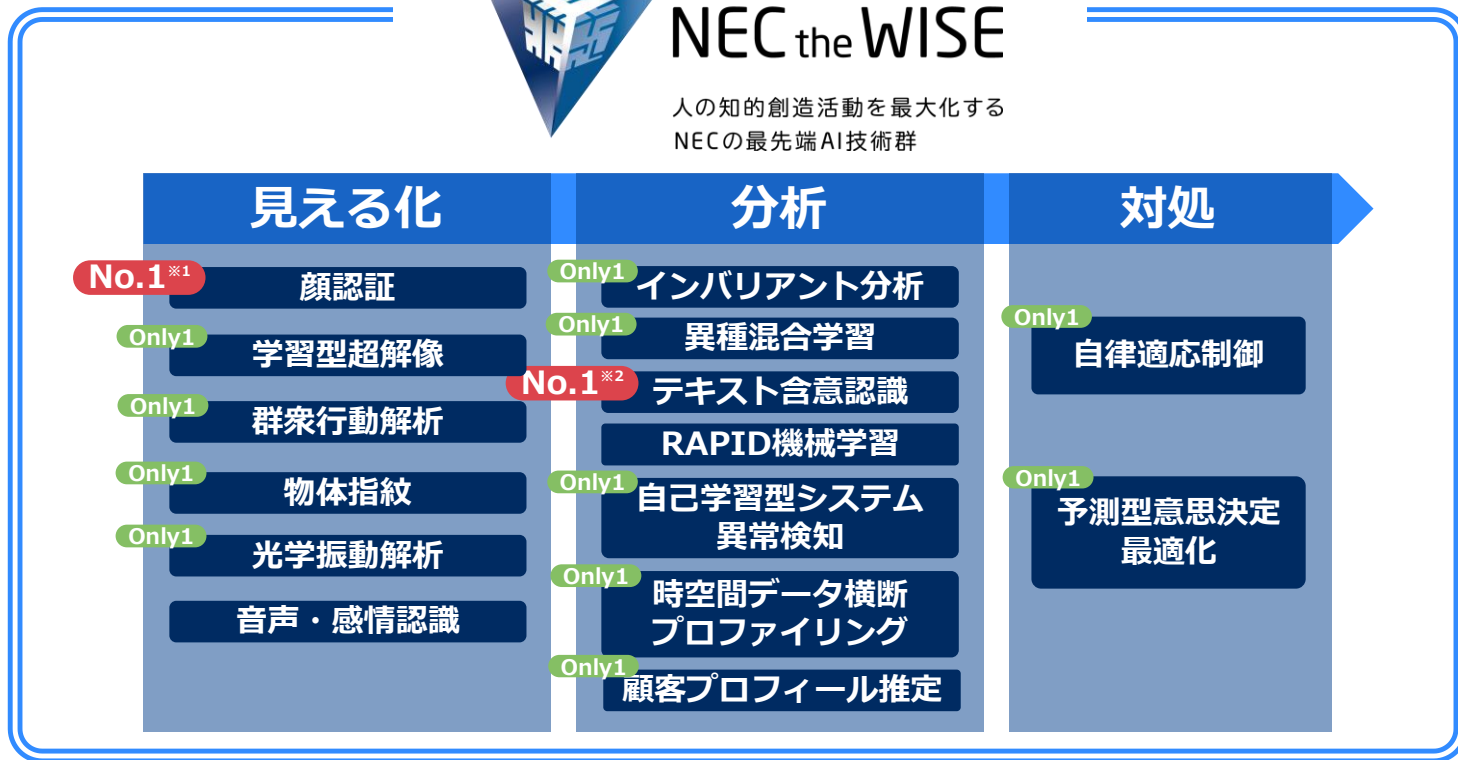 NEC the WISE
人の知的創造活動を最大化する
NECの最先端AI技術群
見える化
No.1※1
顔認証
Only1
学習型超解像
Only1
群衆行動解析
Only1
物体指紋
Only1
光学振動解析
音声・感情認識
分析
Only1
インバリアント分析
Only1
異種混合学習
No.1※2
テキスト含意認識
RAPID機械学習
Only1
自己学習型システム
異常検知
Only1
時空間データ横断
プロファイリング
Only1
顧客プロフィール推定
対処
Only1
自律適応制御
Only1
予測型意思決定
最適化